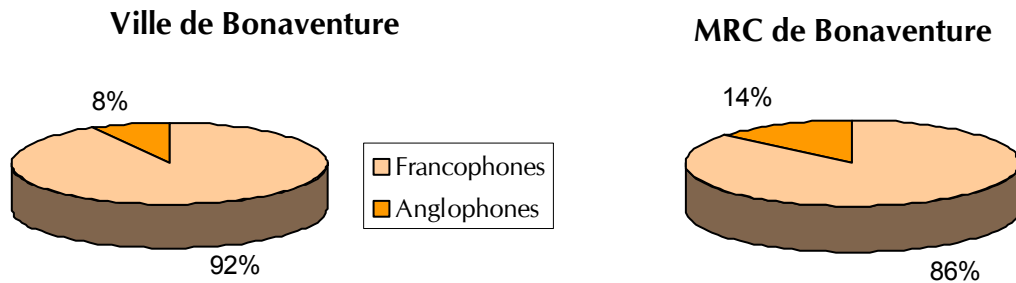 Ville de Bonaventure
MRC de Bonaventure
8%
14%
Francophones
Anglophones
92%
86%